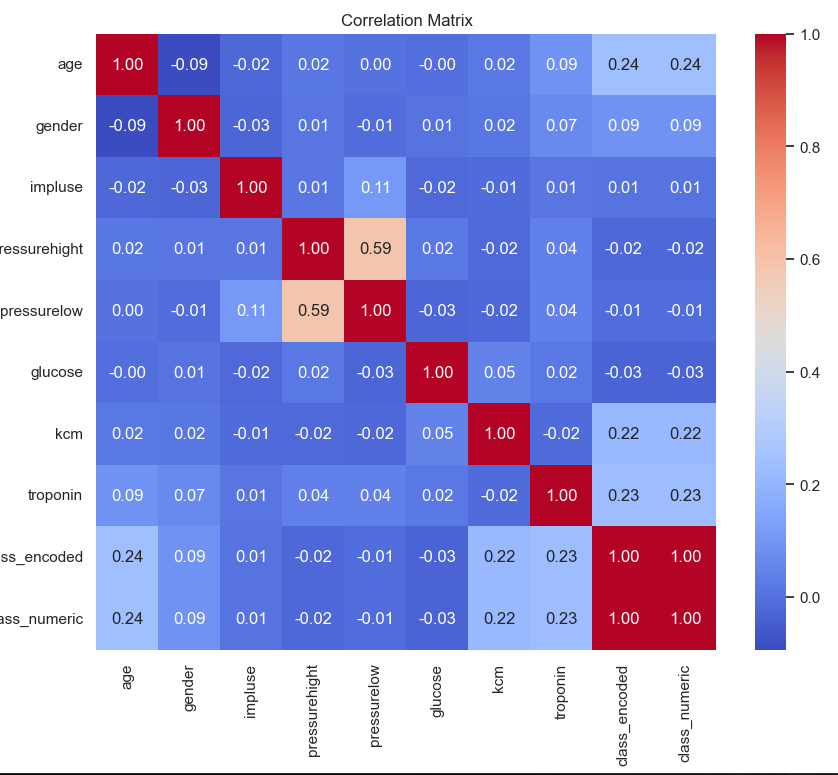 Correlation Matrix
age 1.00 -0.09 -0.02 0.02 0.00 -0.00 0.02 0.09 0.24 0.24
gender -0.09 1.00 -0.03 0.01 -0.01 0.01 0.02 0.07 0.09 0.09
impluse -0.02 -0.03 1.00 0.01 0.11 -0.02 -0.01 0.01 0.01 0.01
ressurehight 0.02 0.01 0.01 1.00 0.59 0.02 -0.02 0.04 -0.02 -0.02
pressurelow 0.00 -0.01 0.11 0.59 1.00 -0.03 -0.02 0.04 -0.01 -0.01
glucose -0.00 0.01 -0.02 0.02 -0.03 1.00 0.05 0.02 -0.03 -0.03
kcm 0.02 0.02 -0.01 -0.02 -0.02 0.05 1.00 -0.02 0.22 0.22
troponin 0.09 0.07 0.01 0.04 0.04 0.02 -0.02 1.00 0.23 0.23
ss_encoded 0.24 0.09 0.01 -0.02 -0.01 -0.03 0.22 0.23 1.00 1.00
ass_numeric 0.24 0.09 0.01 -0.02 -0.01 -0.03 0.22 0.23 1.00 1.00
age gender impluse pressurehight pressurelow glucose kcm troponin class_encoded class_numeric
1.0
0.8
0.6
0.4
0.2
0.0